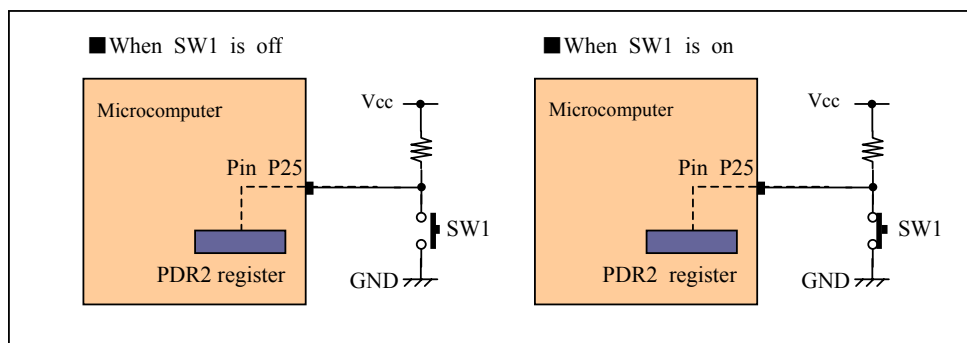 ■When SW1 is off
Microcomputer
Vcc
Pin P25
SW1
PDR2 register
GND
■When SW1 is on
Microcomputer
Vcc
Pin P25
SW1
PDR2 register
GND